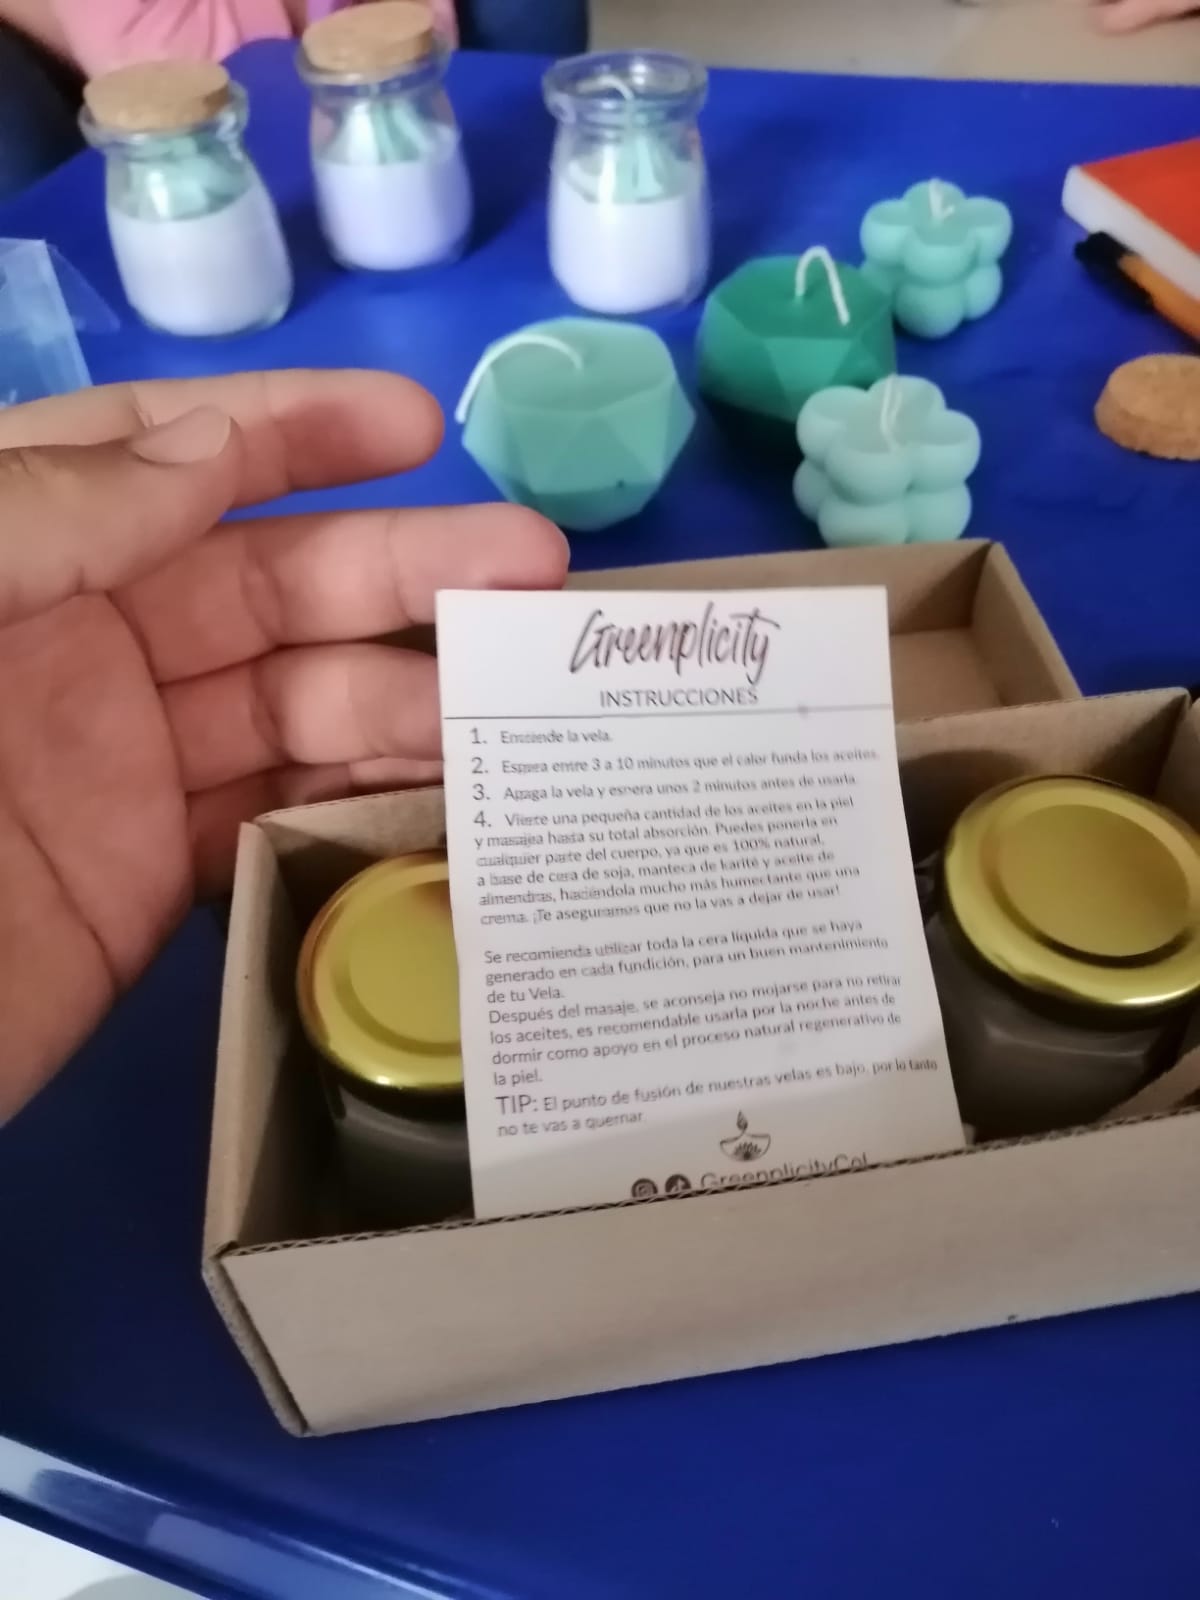 Greenplicity
INSTRUCCIONES
1. Enciende la vela.
2. Espera entre 3 a 10 minutos que el calor funda los aceites.
3. Apaga la vela y espera unos 2 minutos antes de usarla.
4. Vierte una pequeña cantidad de los aceites en la piel
y masajea hasta su total absorción. Puedes ponerla en
cualquier parte del cuerpo, ya que es 100% natural,
a base de cera de soja, manteca de karité y aceite de
almendras, haciéndola mucho más humectante que una
crema. ¡Te aseguramos que no la vas a dejar de usar!
Se recomienda utilizar toda la cera líquida que se haya
generado en cada fundición, para un buen mantenimiento
de tu Vela.
Después del masaje, se aconseja no mojarse para no retirar
los aceites, es recomendable usarla por la noche antes de
dormir como apoyo en el proceso natural regenerativo de
la piel.
TIP: El punto de fusión de nuestras velas es bajo, por lo tanto
no te vas a quemar.
GreenplicityCol